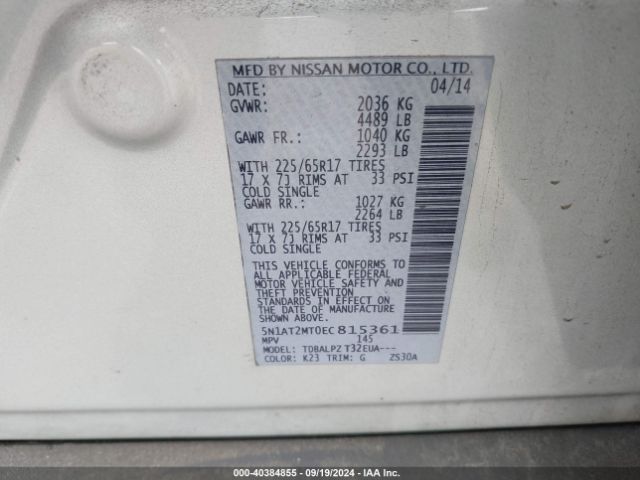 MFD BY NISSAN MOTOR CO., LTD.
DATE: 04/14
GVWR: 2036 KG
4489 LB
GAWR FR.: 1040 KG
2293 LB
WITH 225/65R17 TIRES
17 X 7J RIMS AT 33 PSI
COLD SINGLE
GAWR RR.: 1027 KG
2264 LB
WITH 225/65R17 TIRES
17 X 7J RIMS AT 33 PSI
COLD SINGLE
THIS VEHICLE CONFORMS TO
ALL APPLICABLE FEDERAL
MOTOR VEHICLE SAFETY AND
THEFT PREVENTION
STANDARDS IN EFFECT ON
THE DATE OF MANUFACTURE
SHOWN ABOVE.
5N1AT2MT0EC815361
MPV 145
MODEL: TDBALPZ T32EUA---
COLOR: K23 TRIM: G ZS30A
000-40384855 - 09/19/2024 - IAA Inc.